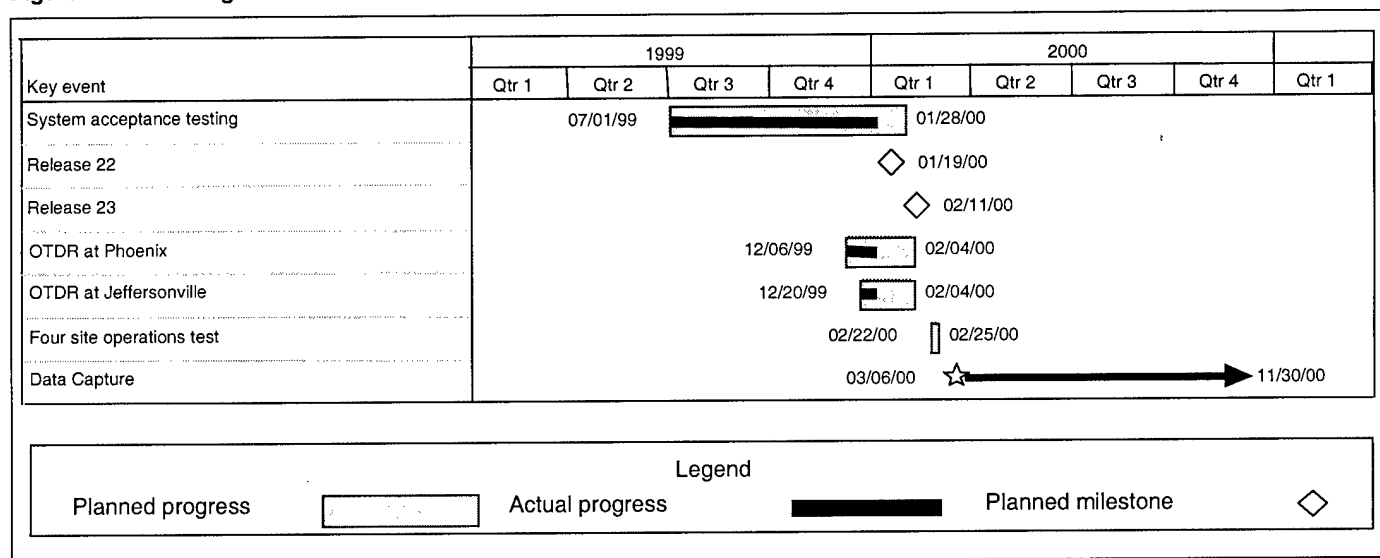 1999 2000
Key event Qtr 1 Qtr 2 Qtr 3 Qtr 4 Qtr 1 Qtr 2 Qtr 3 Qtr 4 Qtr 1
System acceptance testing 07/01/99 01/28/00
Release 22 01/19/00
Release 23 02/11/00
OTDR at Phoenix 12/06/99 02/04/00
OTDR at Jeffersonville 12/20/99 02/04/00
Four site operations test 02/22/00 02/25/00
Data Capture 03/06/00 11/30/00
Legend
Planned progress Actual progress Planned milestone